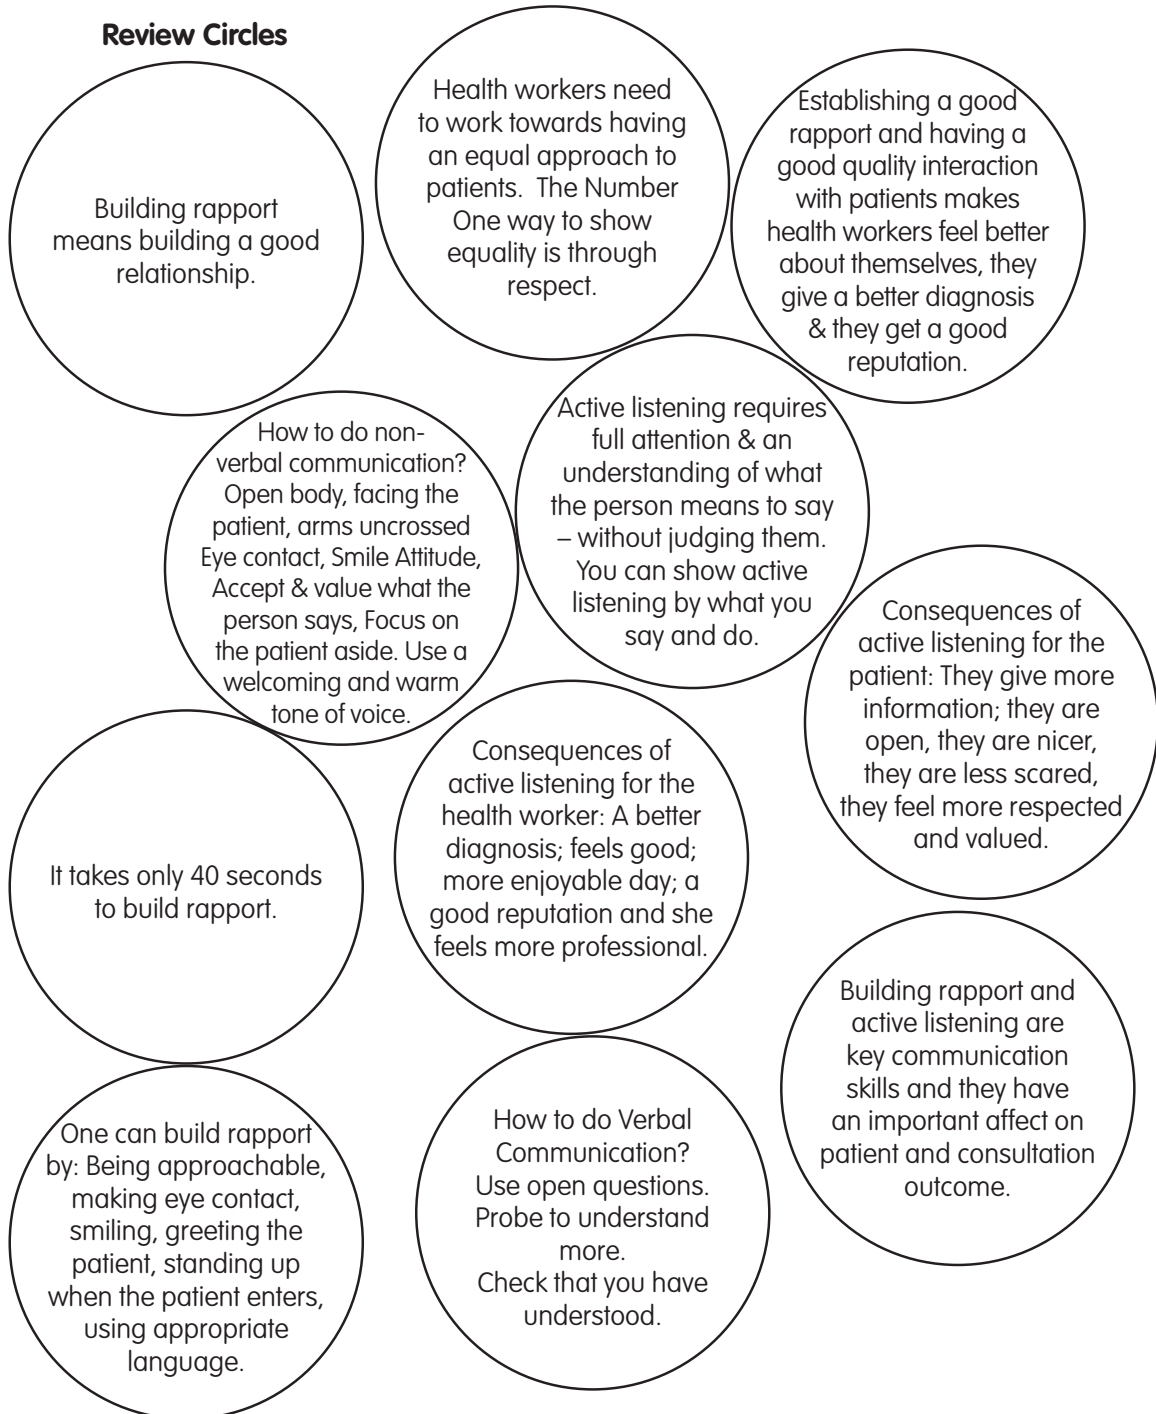 Review Circles
Building rapport
means building a good
relationship.
Health workers need
to work towards having
an equal approach to
patients.  The Number
One way to show
equality is through
respect.
Establishing a good
rapport and having a
good quality interaction
with patients makes
health workers feel better
about themselves, they
give a better diagnosis
& they get a good
reputation.
How to do non-
verbal communication?
Open body, facing the
patient, arms uncrossed
Eye contact, Smile Attitude,
Accept & value what the
person says, Focus on
the patient aside. Use a
welcoming and warm
tone of voice.
Active listening requires
full attention & an
understanding of what
the person means to say
– without judging them.
You can show active
listening by what you
say and do.
Consequences of
active listening for the
patient: They give more
information; they are
open, they are nicer,
they are less scared,
they feel more respected
and valued.
It takes only 40 seconds
to build rapport.
Consequences of
active listening for the
health worker: A better
diagnosis; feels good;
more enjoyable day; a
good reputation and she
feels more professional.
Building rapport and
active listening are
key communication
skills and they have
an important affect on
patient and consultation
outcome.
One can build rapport
by: Being approachable,
making eye contact,
smiling, greeting the
patient, standing up
when the patient enters,
using appropriate
language.
How to do Verbal
Communication?
Use open questions.
Probe to understand
more.
Check that you have
understood.